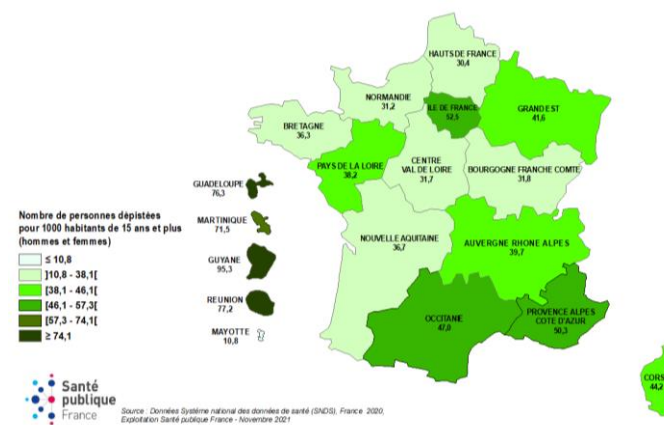 HAUTS DE FRANCE
30,4
NORMANDIE
31,2
ILE DE FRANCE
52,5
GRAND EST
41,6
BRETAGNE
36,3
PAYS DE LA LOIRE
38,2
CENTRE
VAL DE LOIRE
31,7
BOURGOGNE FRANCHE COMTE
31,8
GUADELOUPE
76,3
MARTINIQUE
71,5
GUYANE
95,3
REUNION
77,2
MAYOTTE
10,8
NOUVELLE AQUITAINE
36,7
AUVERGNE RHONE ALPES
39,7
OCCITANIE
47,0
PROVENCE ALPES
COTE D'AZUR
50,3
CORS
44,2
Nombre de personnes dépistées
pour 1000 habitants de 15 ans et plus
(hommes et femmes)
≤ 10,8
]10,8 - 38,1[
[38,1 - 46,1[
[46,1 - 57,3[
[57,3 - 74,1[
≥ 74,1
Santé
publique
France
Source : Données Système national des données de santé (SNDS), France 2020,
Exploitation Santé publique France - Novembre 2021